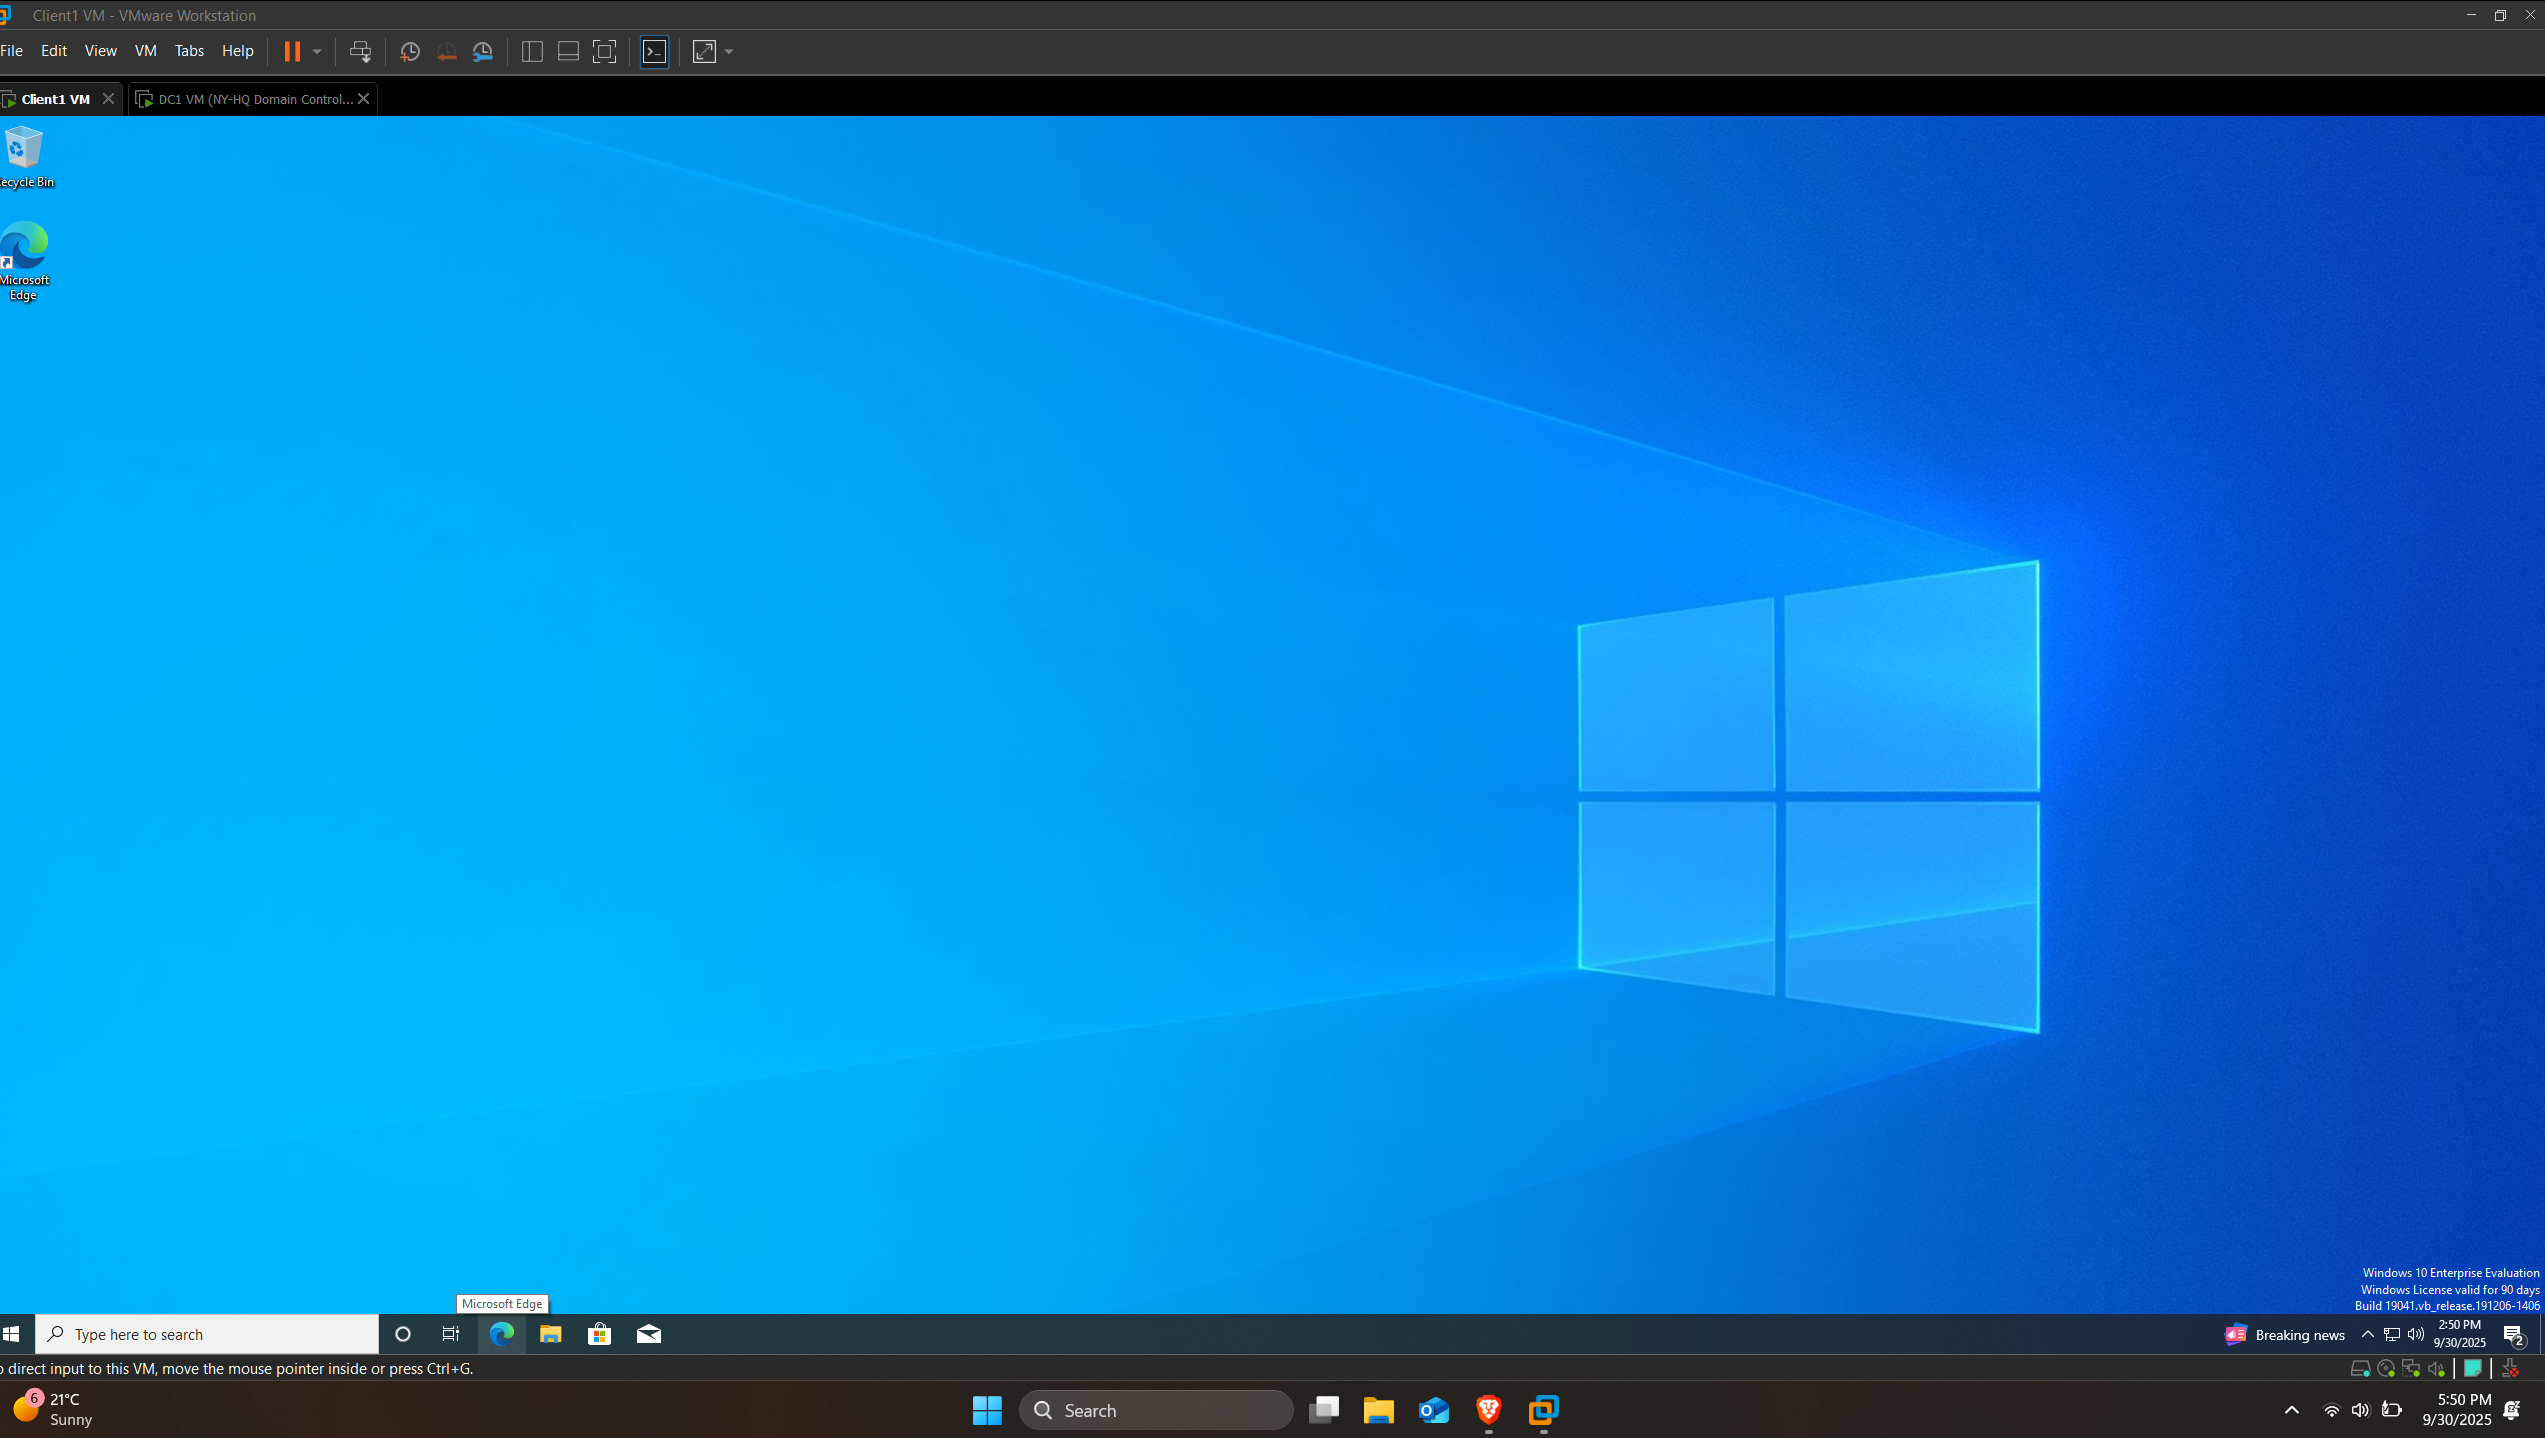 Client1 VM - VMware Workstation
File Edit View VM Tabs Help
Client1 VM
DC1 VM (NY-HQ Domain Control...
ecycle Bin
Microsoft
Edge
Windows 10 Enterprise Evaluation
Windows License valid for 90 days
Build 19041.vb_release.191206-1406
Microsoft Edge
Type here to search
Breaking news
2:50 PM
9/30/2025
2
o direct input to this VM, move the mouse pointer inside or press Ctrl+G.
6
21°C
Sunny
Search
5:50 PM
9/30/2025